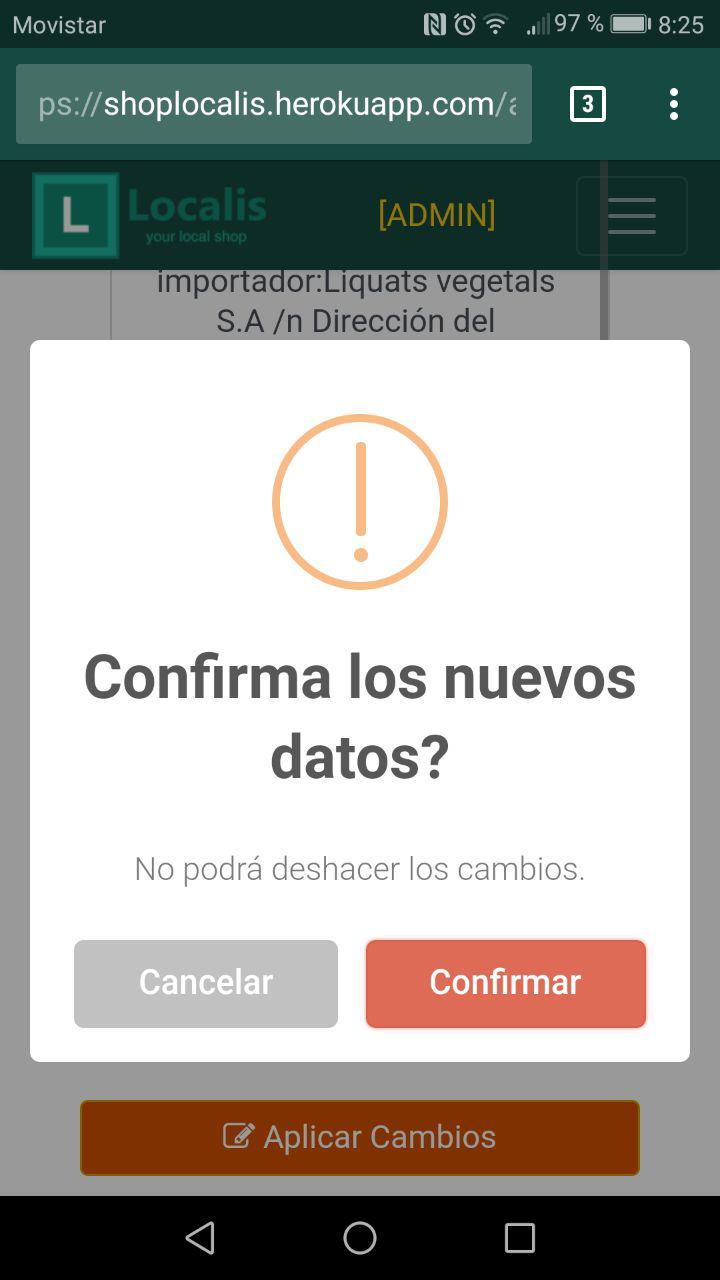 Movistar 97 % 8:25
ps://shoplocalis.herokuapp.com/a 3
L Localis [ADMIN]
your local shop
importador:Liquats vegetals
S.A /n Dirección del
Confirma los nuevos
datos?
No podrá deshacer los cambios.
Cancelar Confirmar
Aplicar Cambios